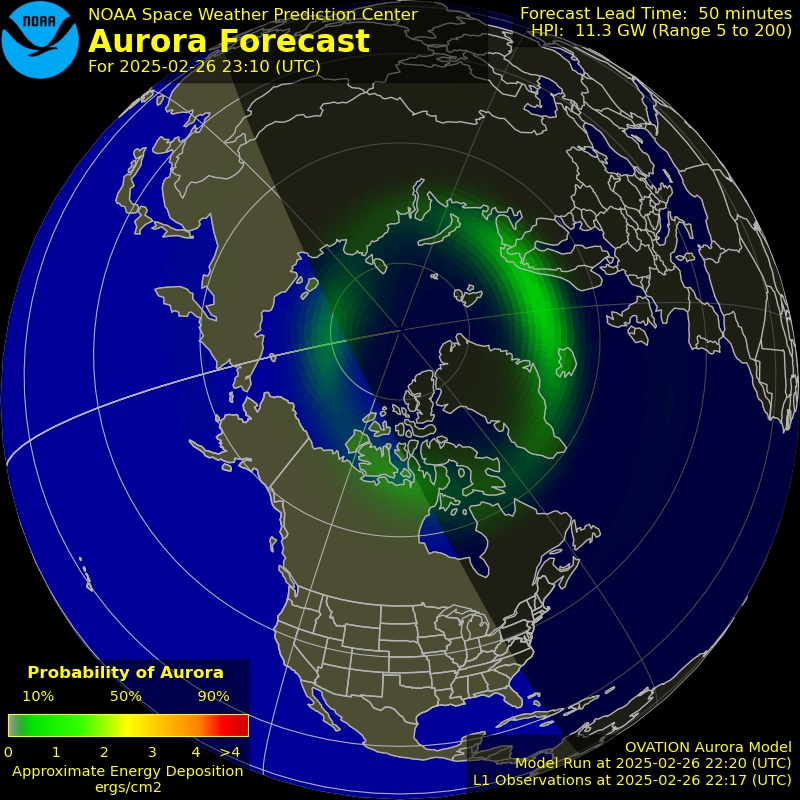 NOAA
NOAA Space Weather Prediction Center
Aurora Forecast
For 2025-02-26 23:10 (UTC)
Forecast Lead Time: 50 minutes
HPI: 11.3 GW (Range 5 to 200)
Probability of Aurora
10% 50% 90%
0 1 2 3 4 >4
Approximate Energy Deposition
ergs/cm2
OVATION Aurora Model
Model Run at 2025-02-26 22:20 (UTC)
L1 Observations at 2025-02-26 22:17 (UTC)